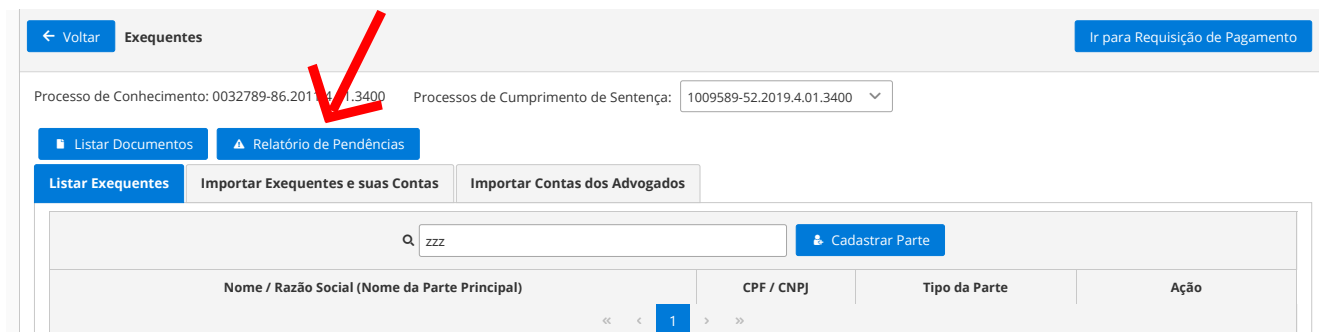 Voltar Exequentes Ir para Requisição de Pagamento
Processo de Conhecimento: 0032789-86.2011.4.01.3400 Processos de Cumprimento de Sentença: 1009589-52.2019.4.01.3400
Listar Documentos Relatório de Pendências
Listar Exequentes Importar Exequentes e suas Contas Importar Contas dos Advogados
zzz Cadastrar Parte
Nome / Razão Social (Nome da Parte Principal) CPF / CNPJ Tipo da Parte Ação
« ‹ 1 › »